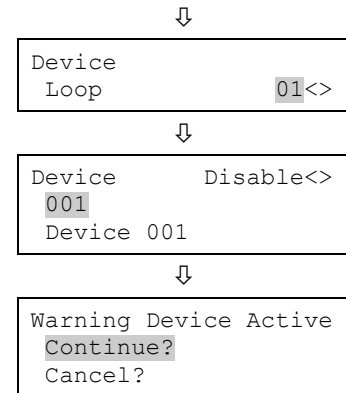 ⇩
Device
Loop 01<>
⇩
Device Disable<>
001
Device 001
⇩
Warning Device Active
Continue?
Cancel?